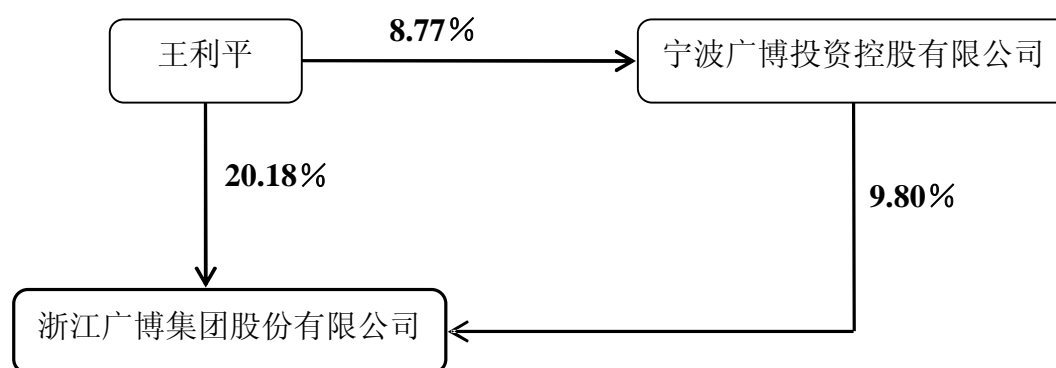 8.77%
王利平
宁波广博投资控股有限公司
20.18%
9.80%
浙江广博集团股份有限公司